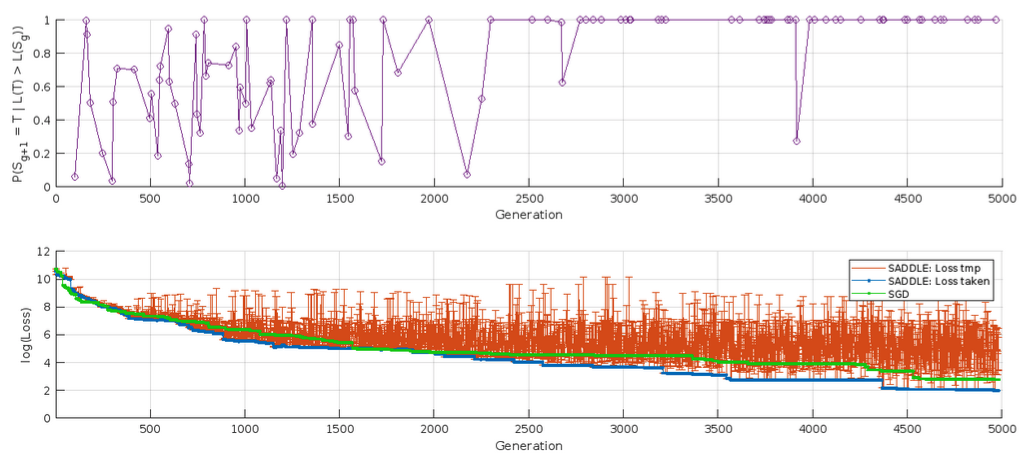 P(S_{g+1} = T | L(T) > L(S_g))
1
0.8
0.6
0.4
0.2
0
0 500 1000 1500 2000 2500 3000 3500 4000 4500 5000
Generation
log(Loss)
12
10
8
6
4
2
0
SADDLE: Loss tmp
SADDLE: Loss taken
SGD
500 1000 1500 2000 2500 3000 3500 4000 4500 5000
Generation